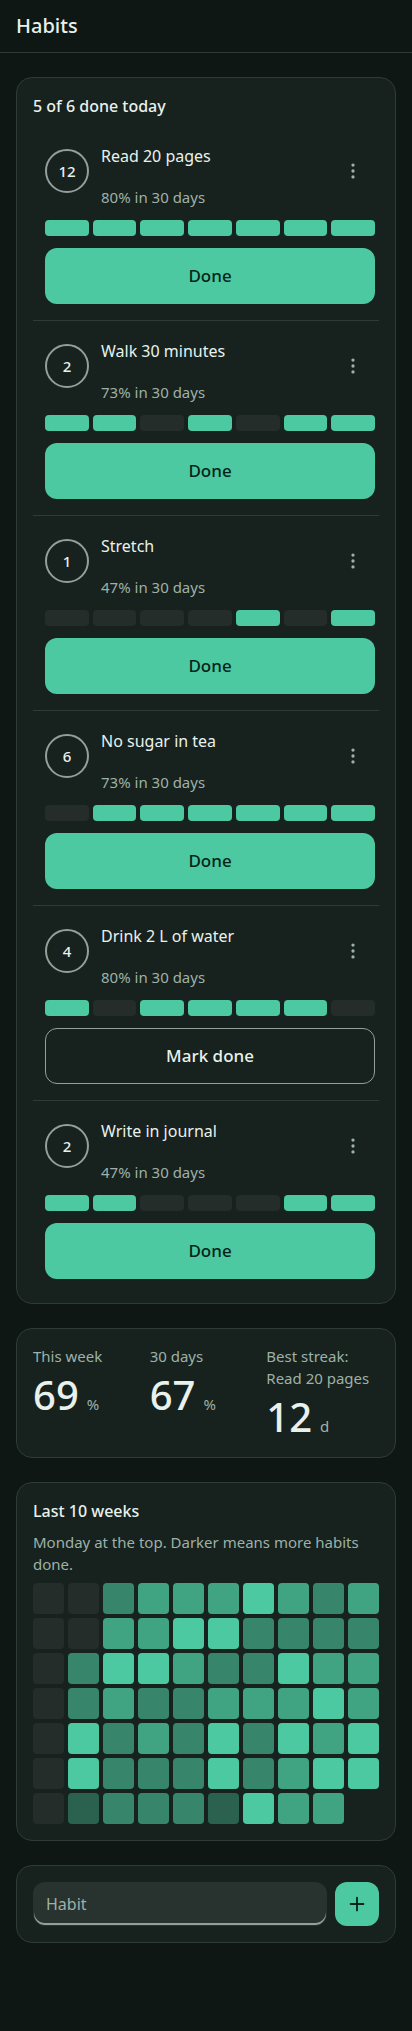 Habits
5 of 6 done today
12
Read 20 pages
80% in 30 days
Done
2
Walk 30 minutes
73% in 30 days
Done
1
Stretch
47% in 30 days
Done
6
No sugar in tea
73% in 30 days
Done
4
Drink 2 L of water
80% in 30 days
Mark done
2
Write in journal
47% in 30 days
Done
This week
69 %
30 days
67 %
Best streak:
Read 20 pages
12 d
Last 10 weeks
Monday at the top. Darker means more habits
done.
Habit